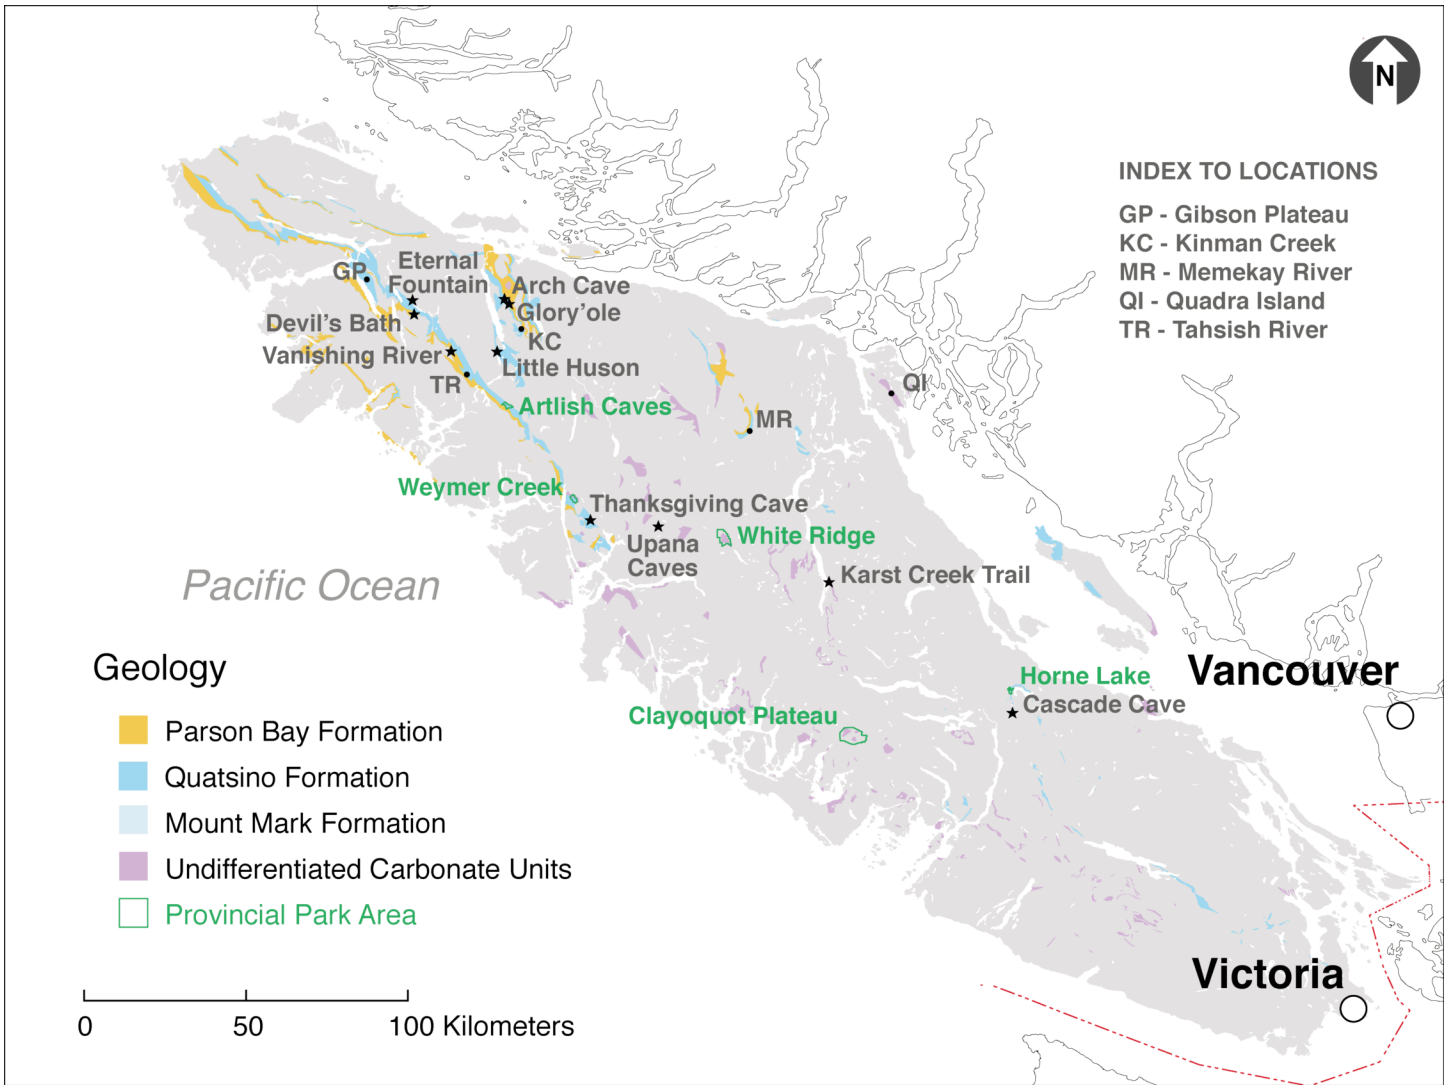 N
INDEX TO LOCATIONS
GP - Gibson Plateau
KC - Kinman Creek
MR - Memekay River
QI - Quadra Island
TR - Tahsish River
Eternal
Fountain
GP
Arch Cave
Glory'ole
Devil's Bath
KC
Vanishing River
Little Huson
TR
QI
Artlish Caves
MR
Weymer Creek
Thanksgiving Cave
White Ridge
Upana
Caves
Karst Creek Trail
Pacific Ocean
Geology
Vancouver
Horne Lake
Cascade Cave
Clayoquot Plateau
Parson Bay Formation
Quatsino Formation
Mount Mark Formation
Undifferentiated Carbonate Units
Provincial Park Area
Victoria
0 50 100 Kilometers